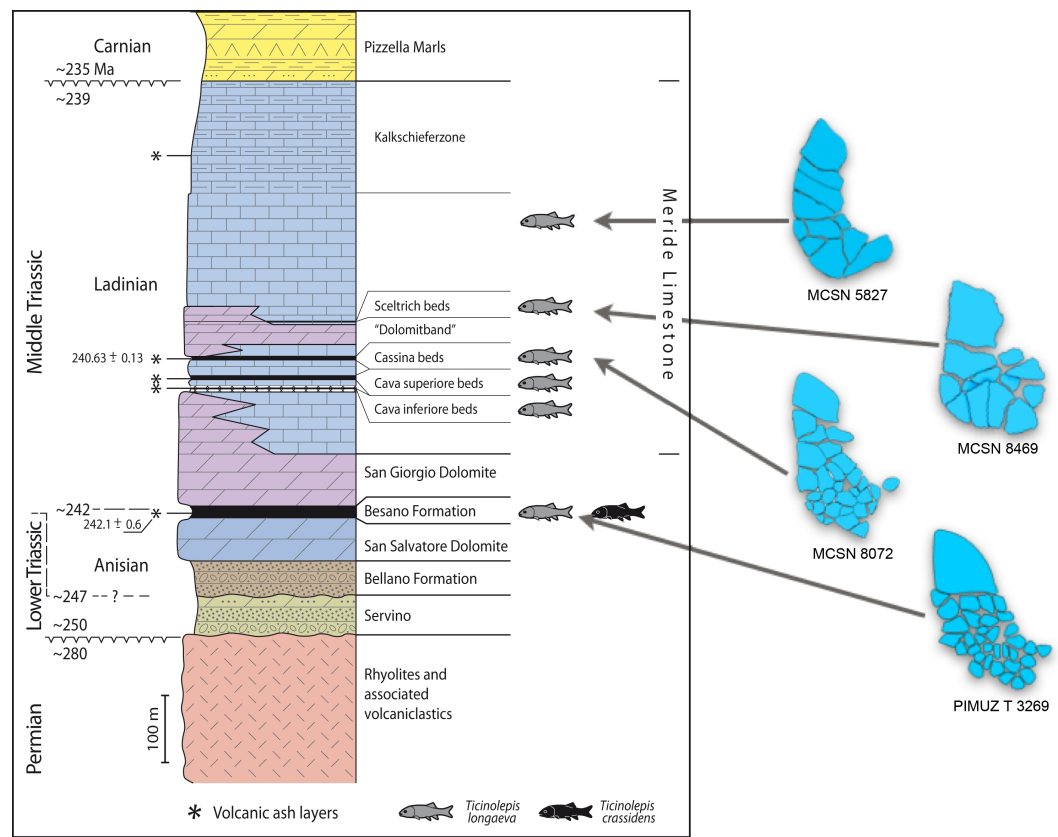 Carnian
~235 Ma
~239
Pizzella Marls
Kalkschieferzone
Middle Triassic
Ladinian
Meride Limestone
Sceltrich beds
"Dolomitband"
240.63 ± 0.13 *
Cassina beds
Cava superiore beds
Cava inferiore beds
San Giorgio Dolomite
~242
242.1 ± 0.6
Besano Formation
San Salvatore Dolomite
Lower Triassic
Anisian
Bellano Formation
~247 -- ? --
Servino
~250
~280
Permian
Rhyolites and
associated
volcaniclastics
100 m
* Volcanic ash layers
Ticinolepis
longaeva
Ticinolepis
crassidens
MCSN 5827
MCSN 8469
MCSN 8072
PIMUZ T 3269